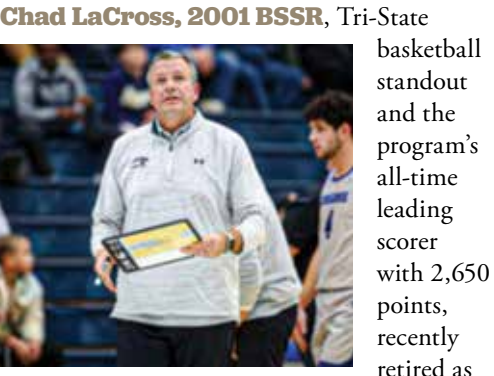 Chad LaCross, 2001 BSSR, Tri-State
basketball
standout
and the
program's
all-time
leading
scorer
with 2,650
points,
recently
retired as
4